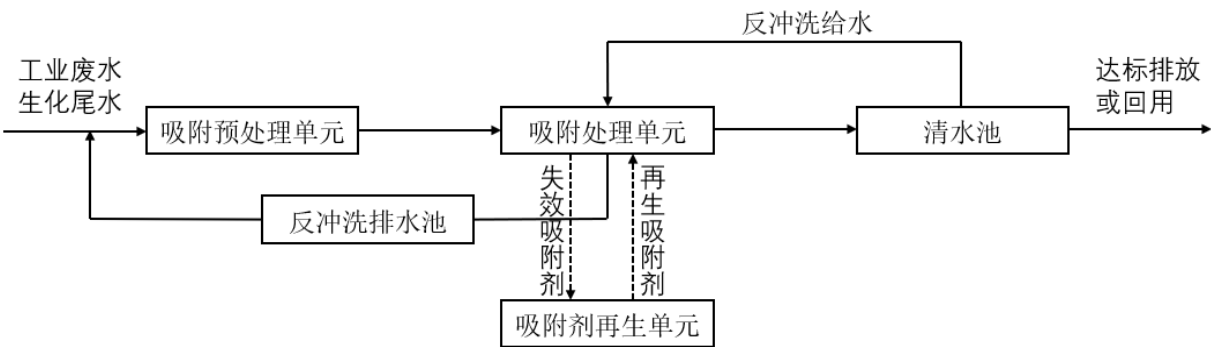 反冲洗给水
工业废水
生化尾水
达标排放
或回用
吸附预处理单元
吸附处理单元
清水池
失效吸附剂
再生吸附剂
反冲洗排水池
吸附剂再生单元